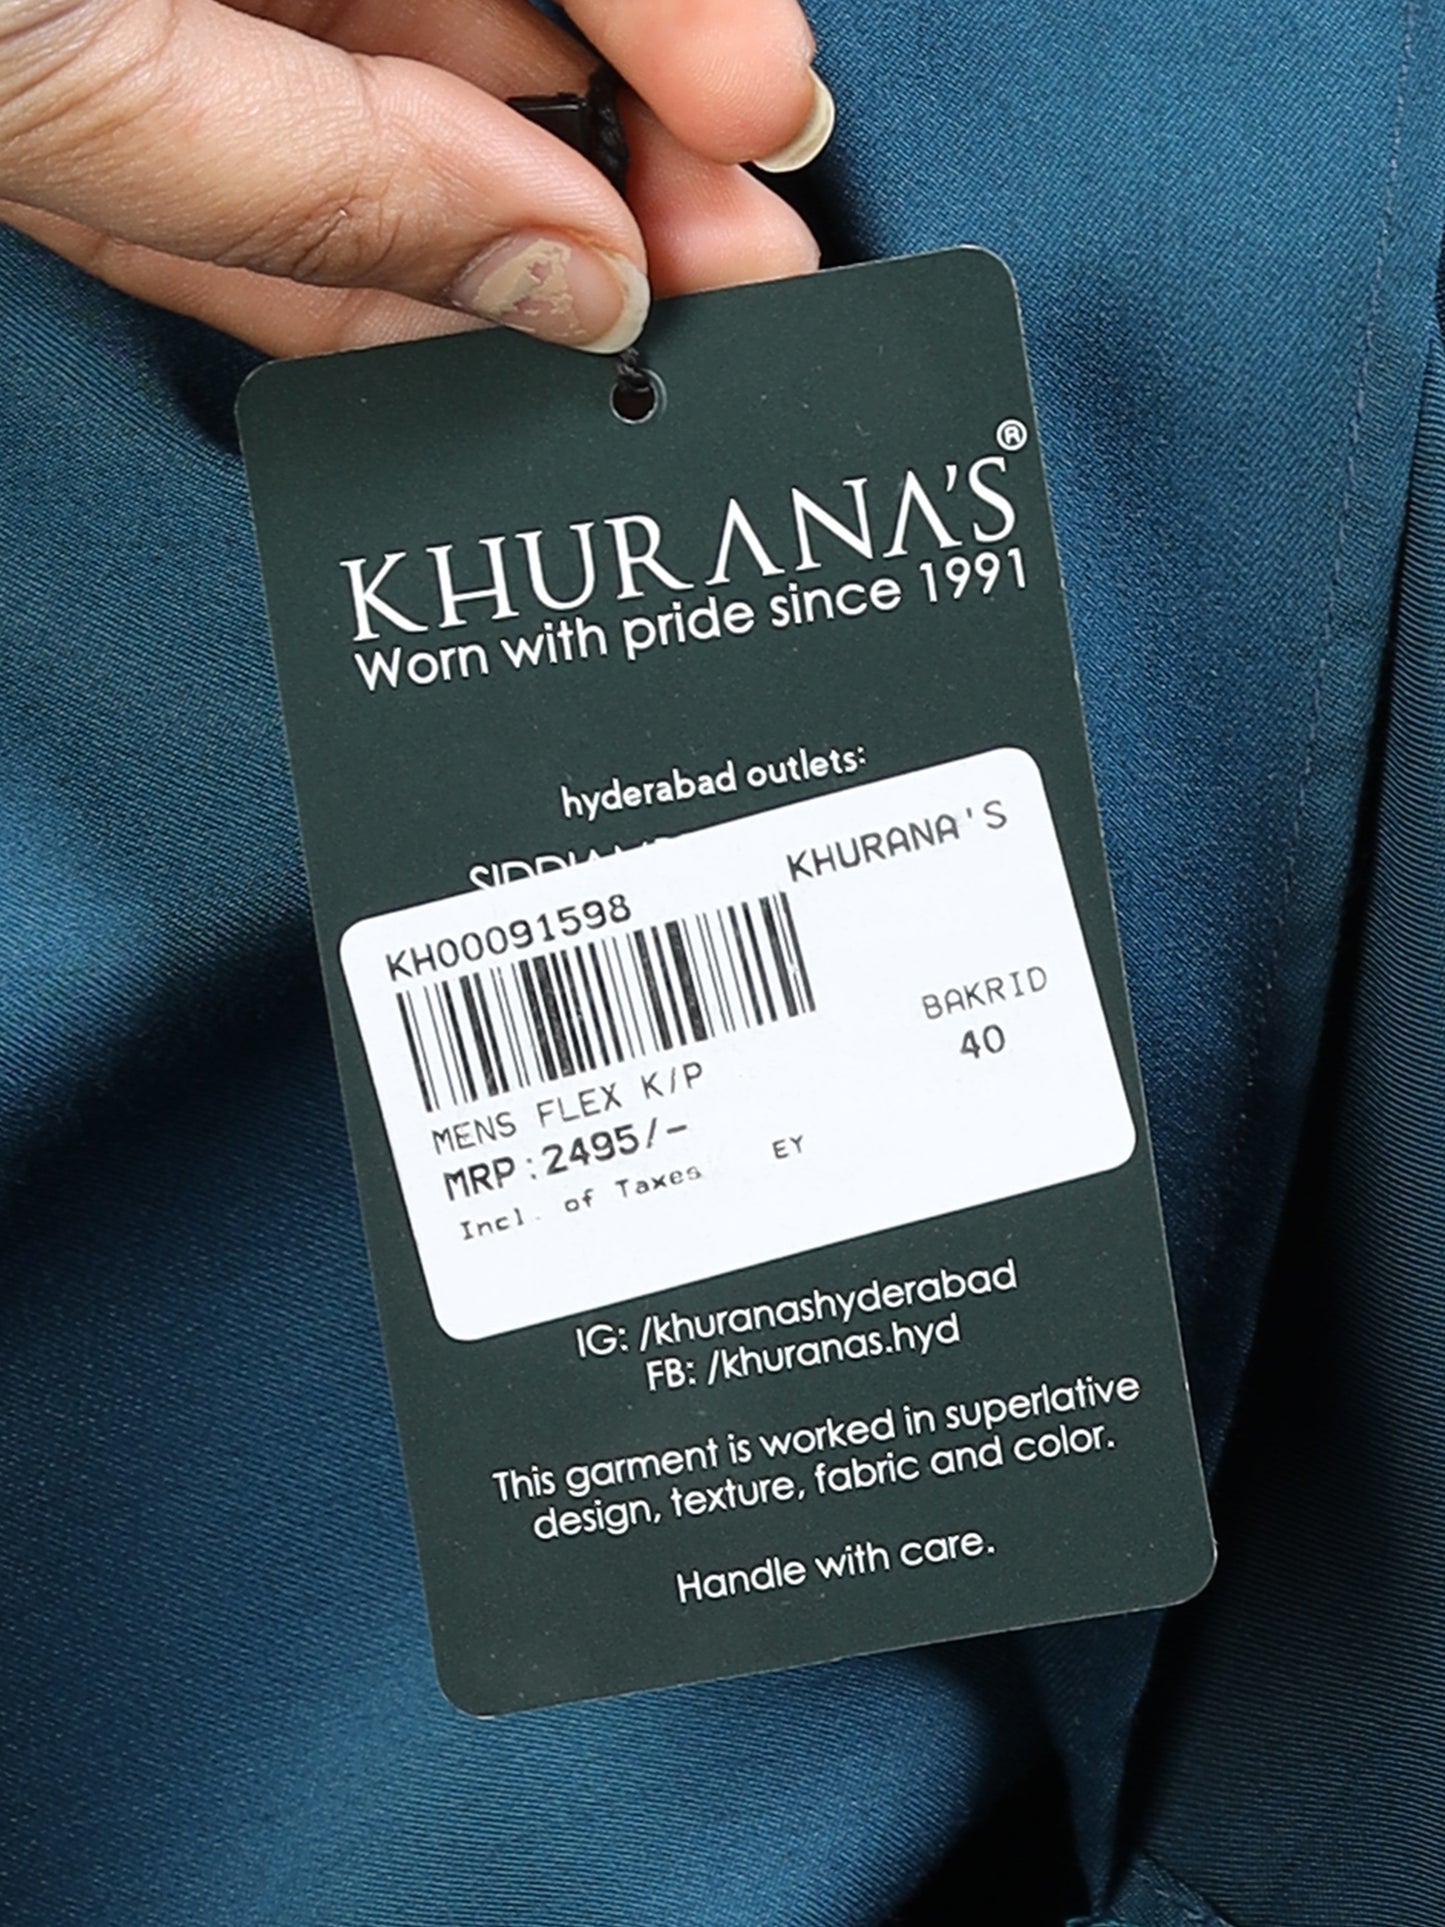 KHURANA'S®
Worn with pride since 1991
hyderabad outlets:
KHURANA'S
KH00091598
BAKRID
40
MENS FLEX K/P
MRP:2495/-
Incl. of Taxes EY
IG: /khuranashyderabad
FB: /khuranas.hyd
This garment is worked in superlative
design, texture, fabric and color.
Handle with care.